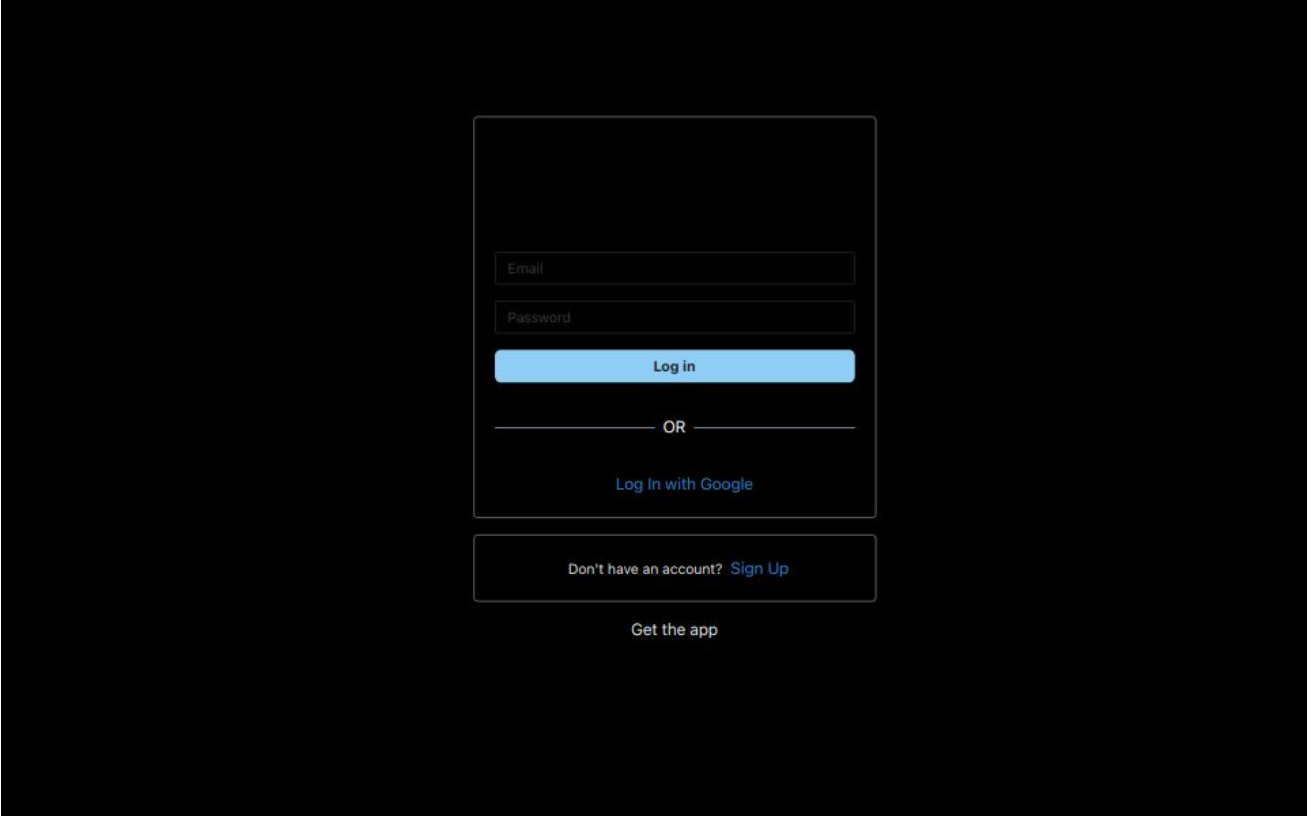 Email
Password
Log in
OR
Log In with Google
Don't have an account? Sign Up
Get the app